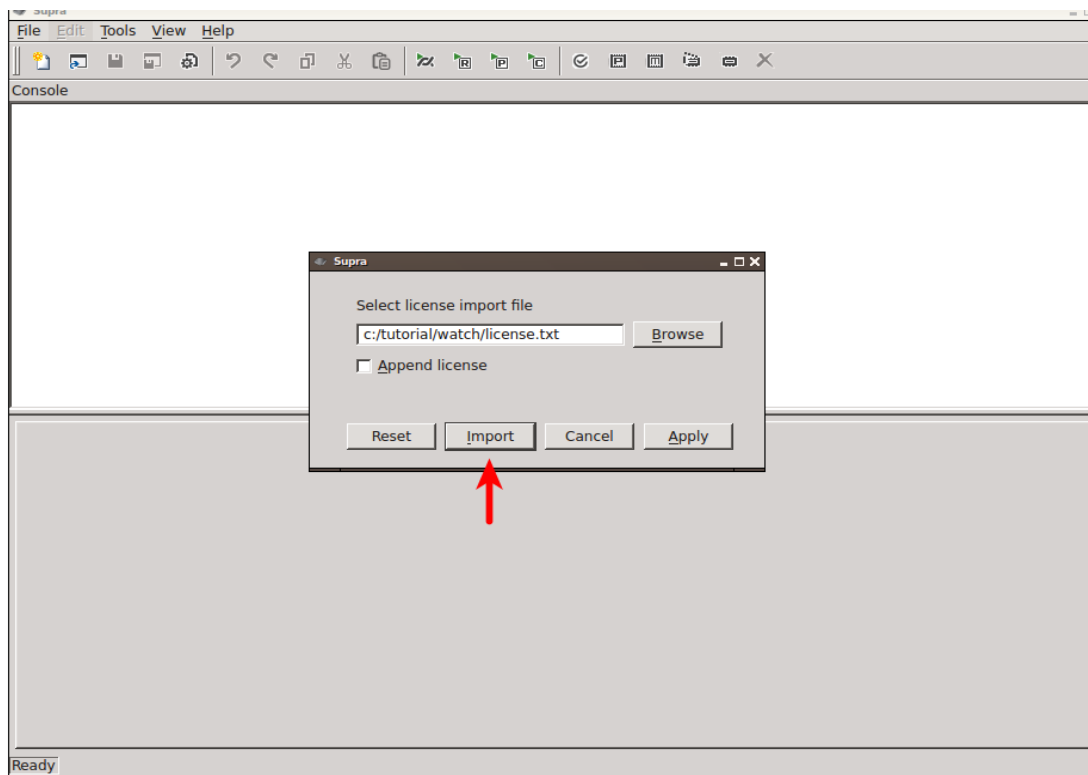 Supra
File Edit Tools View Help
R P C P m
Console
Supra
Select license import file
c:/tutorial/watch/license.txt Browse
Append license
Reset Import Cancel Apply
Ready